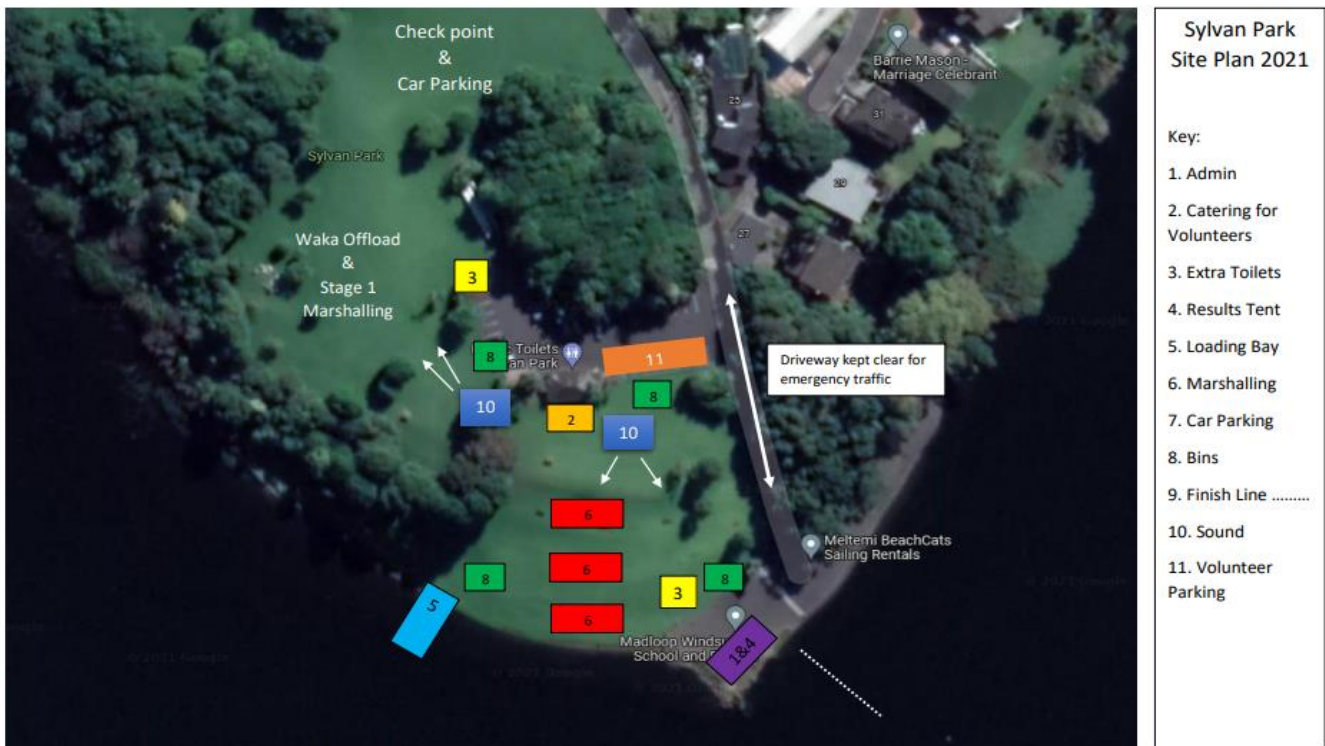 Check point
&
Car Parking
Barrie Mason -
Marriage Celebrant
25
31
Sylvan Park
29
27
Waka Offload
&
Stage 1
Marshalling
3
8
Toilets
Park
11
Driveway kept clear for
emergency traffic
10
2
8
10
6
6
6
8
3
8
5
Meltemi BeachCats
Sailing Rentals
Madloop
School and
1&4
© 2021 Google
Sylvan Park
Site Plan 2021
Key:
1. Admin
2. Catering for
Volunteers
3. Extra Toilets
4. Results Tent
5. Loading Bay
6. Marshalling
7. Car Parking
8. Bins
9. Finish Line .........
10. Sound
11. Volunteer
Parking